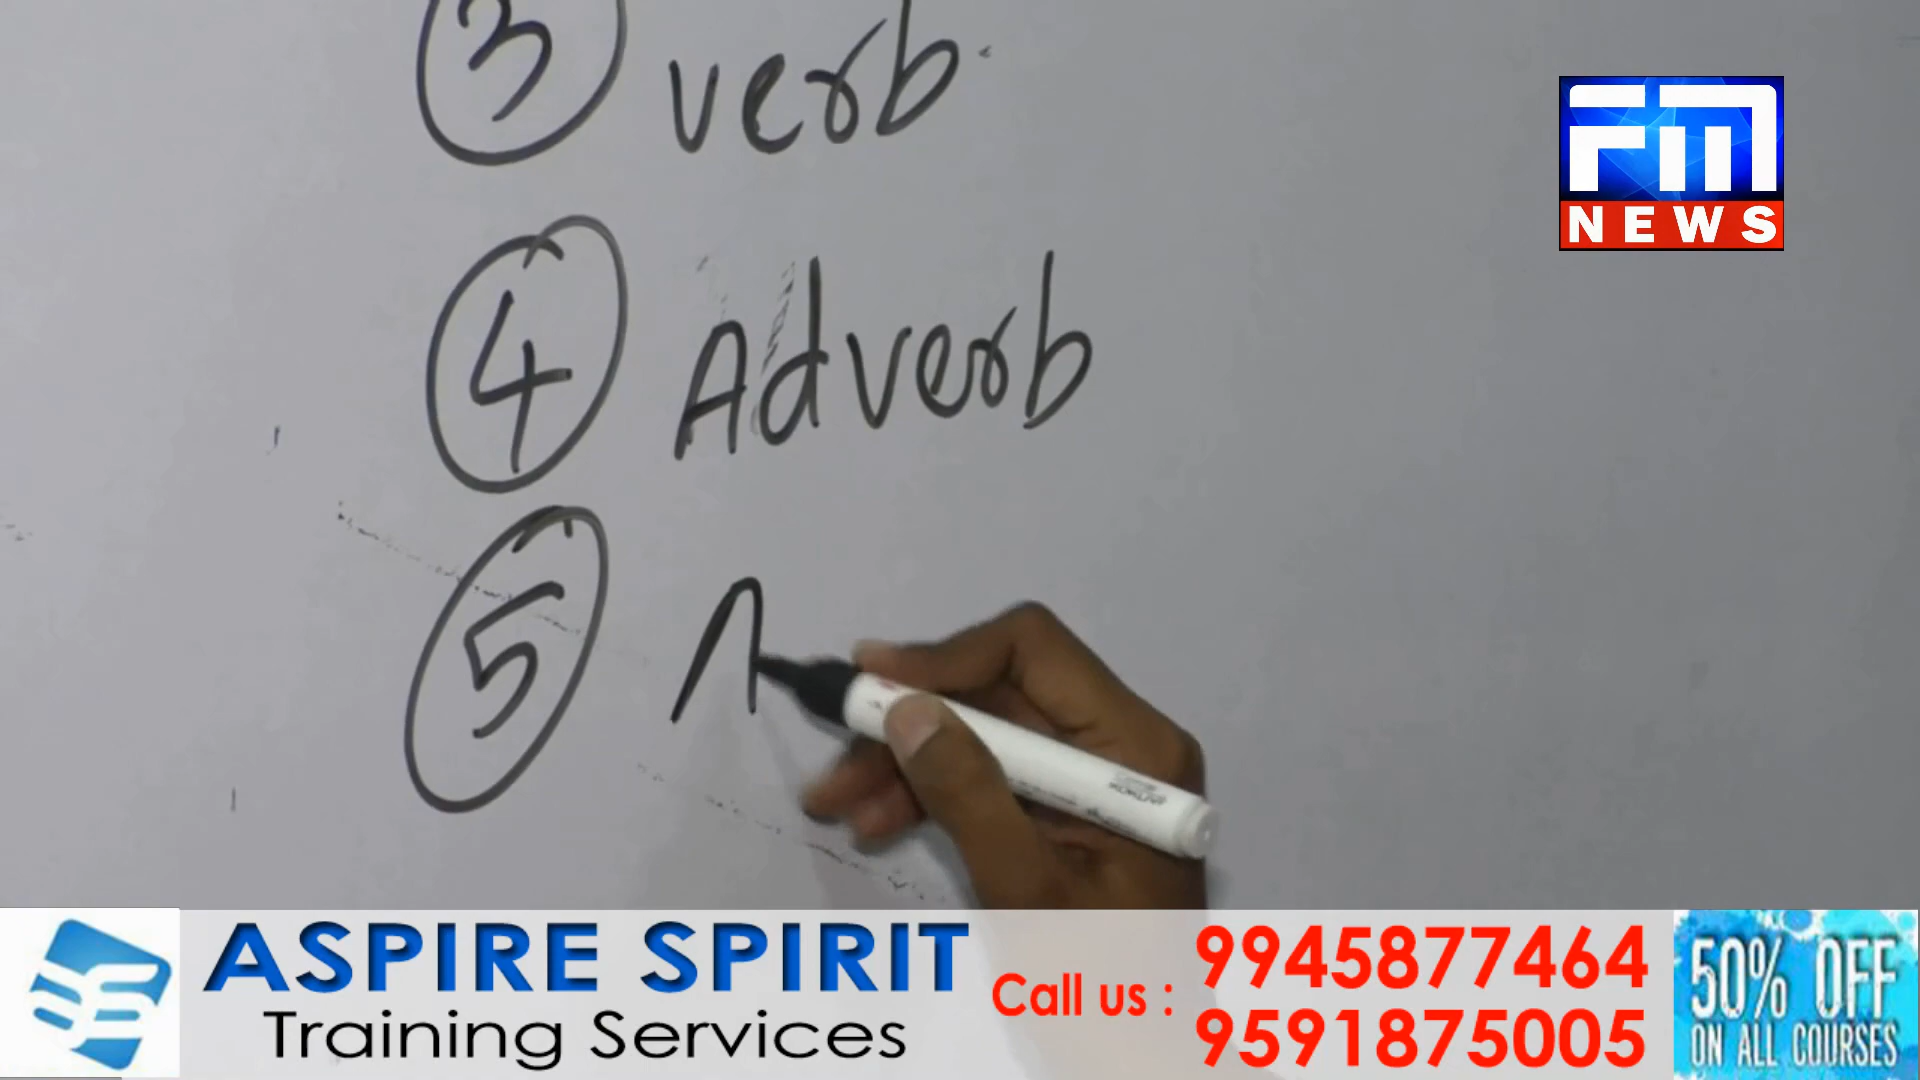 3 verb.
FM
NEWS
4 Adverb
5
ASPIRE SPIRIT
Training Services
Call us :
9945877464
9591875005
50% OFF
ON ALL COURSES